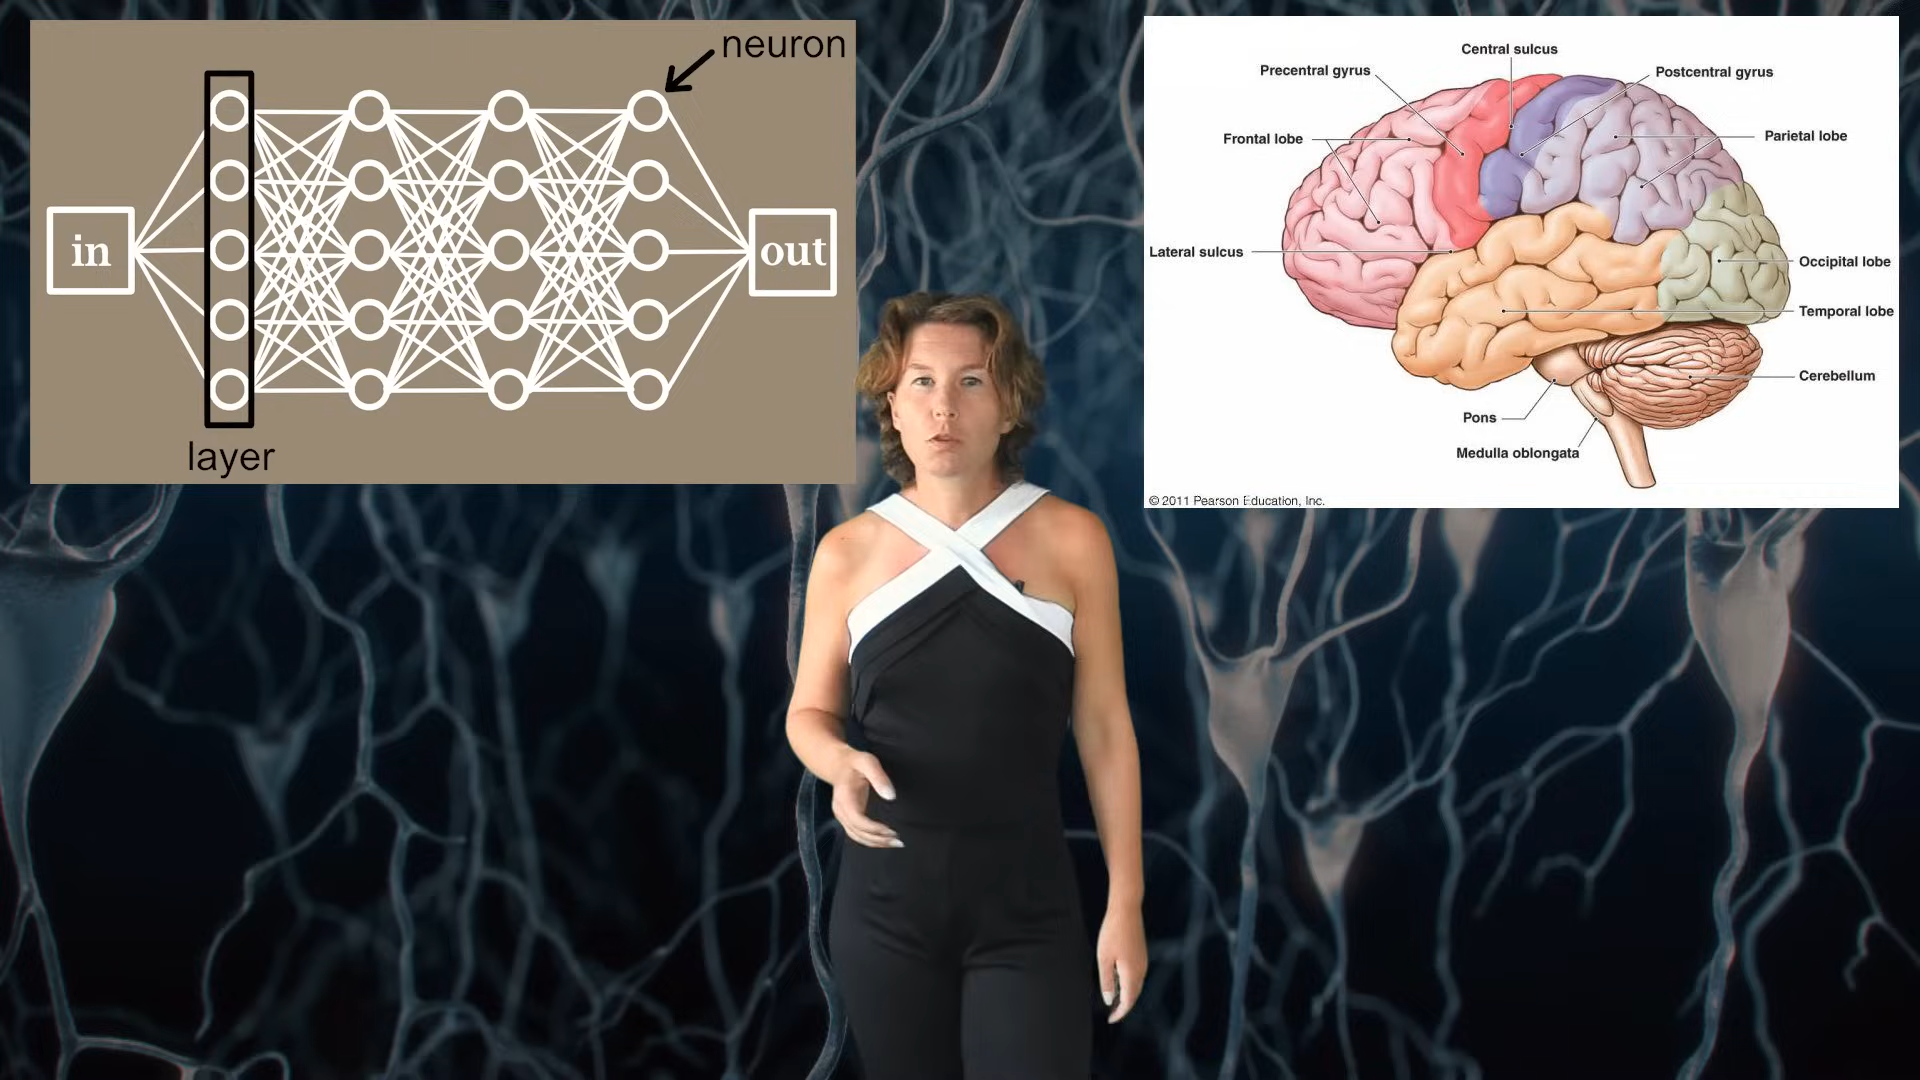 neuron
in
out
layer
Central sulcus
Precentral gyrus
Postcentral gyrus
Frontal lobe
Parietal lobe
Lateral sulcus
Occipital lobe
Temporal lobe
Cerebellum
Pons
Medulla oblongata
© 2011 Pearson Education, Inc.